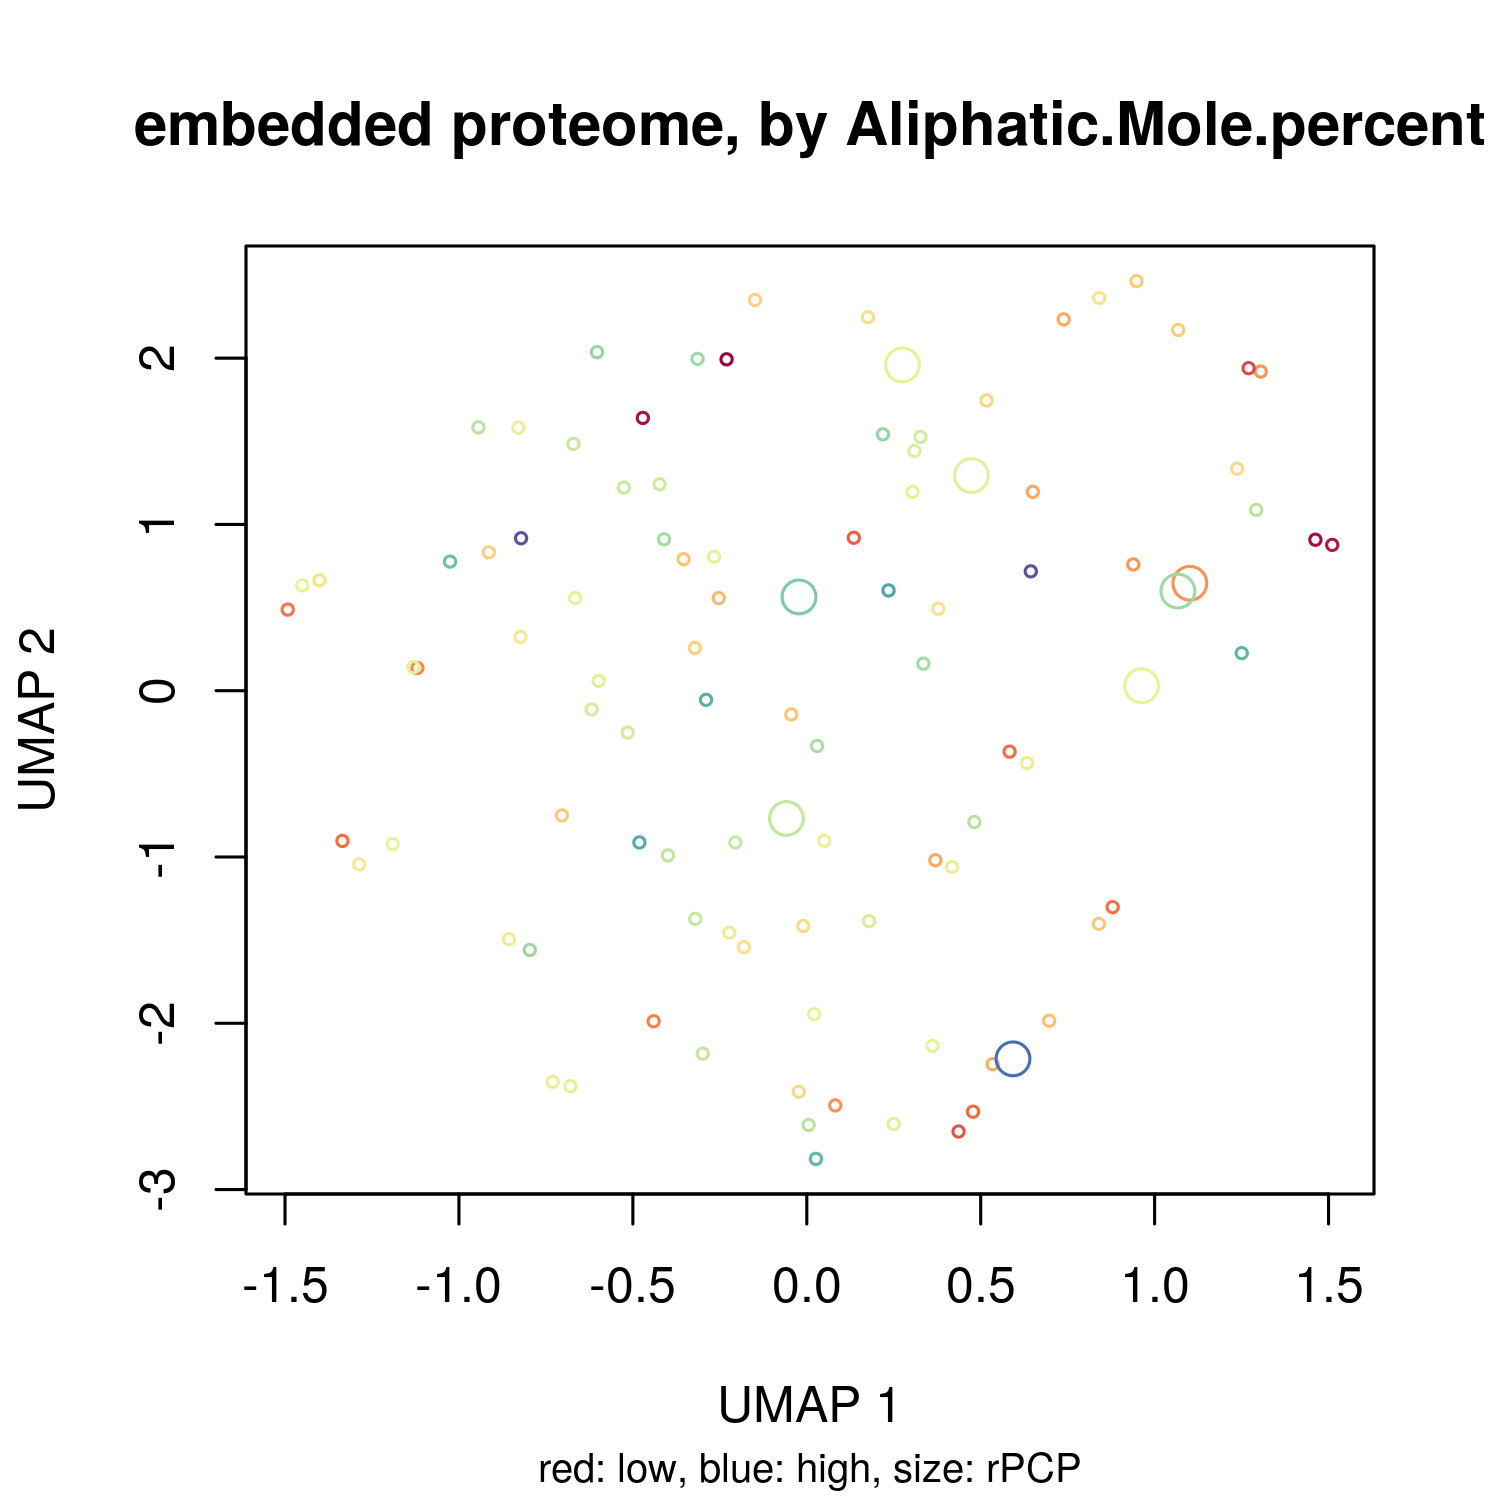 embedded proteome, by Aliphatic.Mole.percent
UMAP 2
2
1
0
-1
-2
-3
-1.5 -1.0 -0.5 0.0 0.5 1.0 1.5
UMAP 1
red: low, blue: high, size: rPCP